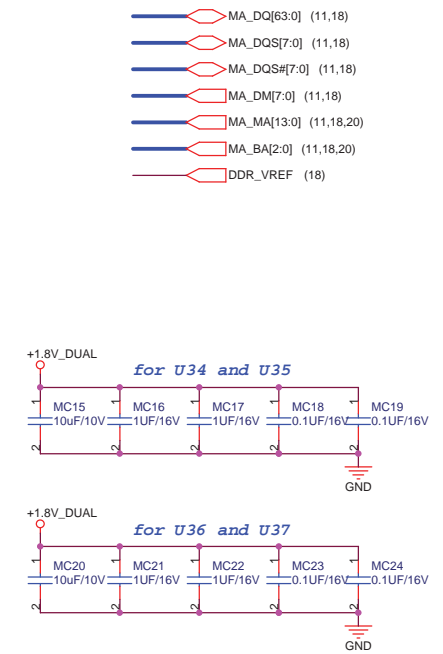 MA_DQ[63:0] (11,18)
MA_DQS[7:0] (11,18)
MA_DQS#[7:0] (11,18)
MA_DM[7:0] (11,18)
MA_MA[13:0] (11,18,20)
MA_BA[2:0] (11,18,20)
DDR_VREF (18)
+1.8V_DUAL
for U34 and U35
1 1 1 1 1
MC15 MC16 MC17 MC18 MC19
10uF/10V 1UF/16V 1UF/16V 0.1UF/16V 0.1UF/16V
2 2 2 2 2
GND
+1.8V_DUAL
for U36 and U37
1 1 1 1 1
MC20 MC21 MC22 MC23 MC24
10uF/10V 1UF/16V 1UF/16V 0.1UF/16V 0.1UF/16V
2 2 2 2 2
GND